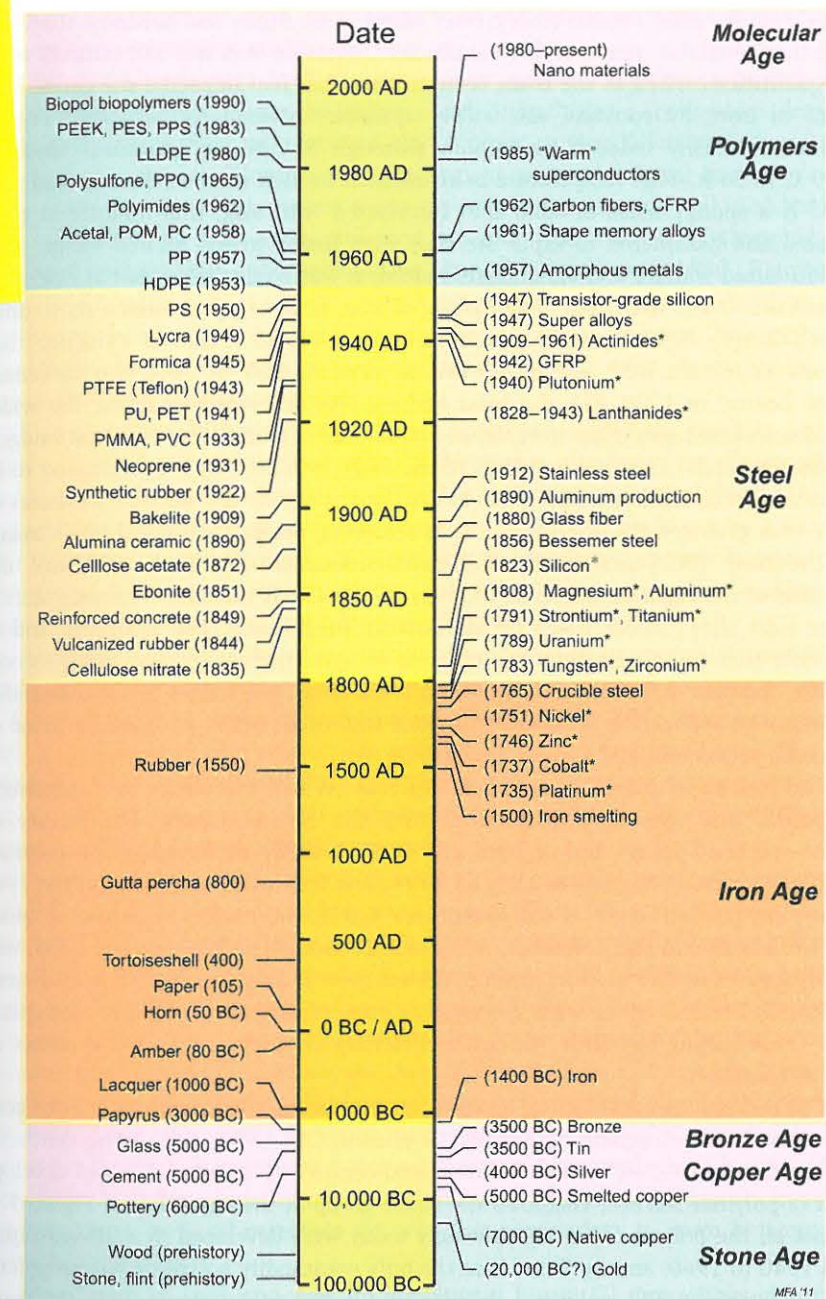 Date
2000 AD
1980 AD
1960 AD
1940 AD
1920 AD
1900 AD
1850 AD
1800 AD
1500 AD
1000 AD
500 AD
0 BC / AD
1000 BC
10,000 BC
100,000 BC
Biopol biopolymers (1990)
PEEK, PES, PPS (1983)
LLDPE (1980)
Polysulfone, PPO (1965)
Polyimides (1962)
Acetal, POM, PC (1958)
PP (1957)
HDPE (1953)
PS (1950)
Lycra (1949)
Formica (1945)
PTFE (Teflon) (1943)
PU, PET (1941)
PMMA, PVC (1933)
Neoprene (1931)
Synthetic rubber (1922)
Bakelite (1909)
Alumina ceramic (1890)
Celllose acetate (1872)
Ebonite (1851)
Reinforced concrete (1849)
Vulcanized rubber (1844)
Cellulose nitrate (1835)
Rubber (1550)
Gutta percha (800)
Tortoiseshell (400)
Paper (105)
Horn (50 BC)
Amber (80 BC)
Lacquer (1000 BC)
Papyrus (3000 BC)
Glass (5000 BC)
Cement (5000 BC)
Pottery (6000 BC)
Wood (prehistory)
Stone, flint (prehistory)
(1980–present)
Nano materials
(1985) "Warm"
superconductors
(1962) Carbon fibers, CFRP
(1961) Shape memory alloys
(1957) Amorphous metals
(1947) Transistor-grade silicon
(1947) Super alloys
(1909–1961) Actinides*
(1942) GFRP
(1940) Plutonium*
(1828–1943) Lanthanides*
(1912) Stainless steel
(1890) Aluminum production
(1880) Glass fiber
(1856) Bessemer steel
(1823) Silicon*
(1808) Magnesium*, Aluminum*
(1791) Strontium*, Titanium*
(1789) Uranium*
(1783) Tungsten*, Zirconium*
(1765) Crucible steel
(1751) Nickel*
(1746) Zinc*
(1737) Cobalt*
(1735) Platinum*
(1500) Iron smelting
(1400 BC) Iron
(3500 BC) Bronze
(3500 BC) Tin
(4000 BC) Silver
(5000 BC) Smelted copper
(7000 BC) Native copper
(20,000 BC?) Gold
Molecular
Age
Polymers
Age
Steel
Age
Iron Age
Bronze Age
Copper Age
Stone Age
MFA '11